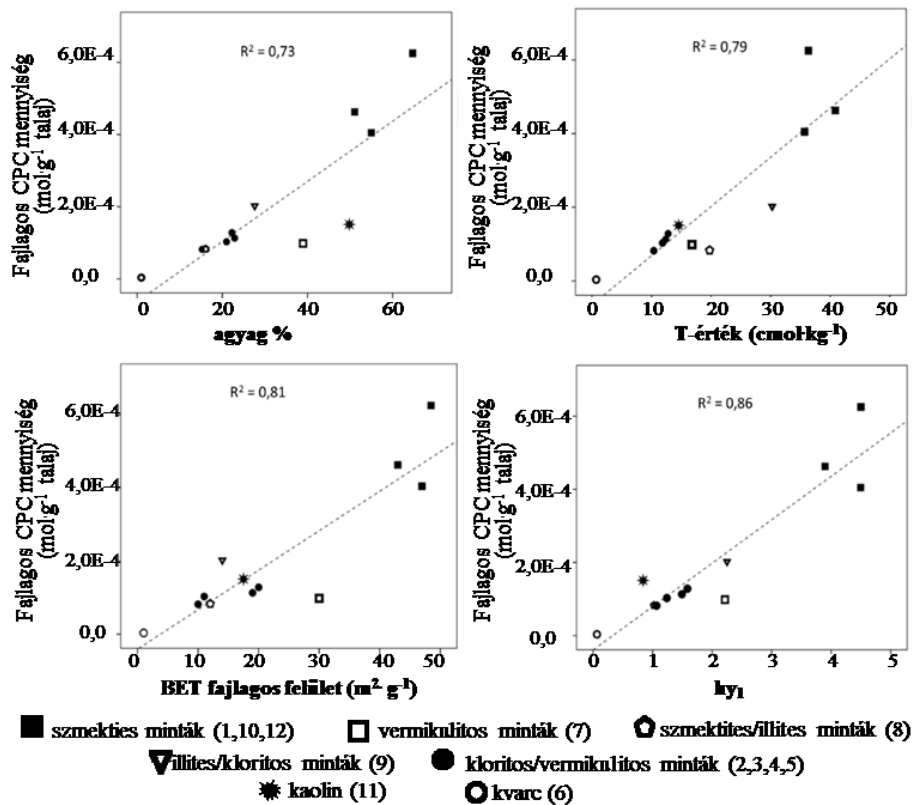 Fajlagos CPC mennyiség
(mol·g⁻¹ talaj)
6,0E-4
4,0E-4
2,0E-4
0,0
R² = 0,73
0 20 40 60
agyag %
Fajlagos CPC mennyiség
(mol·g⁻¹ talaj)
6,0E-4
4,0E-4
2,0E-4
0,0
R² = 0,79
0 10 20 30 40 50
T-érték (cmol·kg⁻¹)
Fajlagos CPC mennyiség
(mol·g⁻¹ talaj)
6,0E-4
4,0E-4
2,0E-4
0,0
R² = 0,81
0 10 20 30 40 50
BET fajlagos felület (m²· g⁻¹)
Fajlagos CPC mennyiség
(mol·g⁻¹ talaj)
6,0E-4
4,0E-4
2,0E-4
0,0
R² = 0,86
0 1 2 3 4 5
hy₁
szmekties minták (1,10,12) vermikulitos minták (7) szmektites/illites minták (8)
illites/kloritos minták (9) kloritos/vermikulitos minták (2,3,4,5)
kaolin (11) kvarc (6)